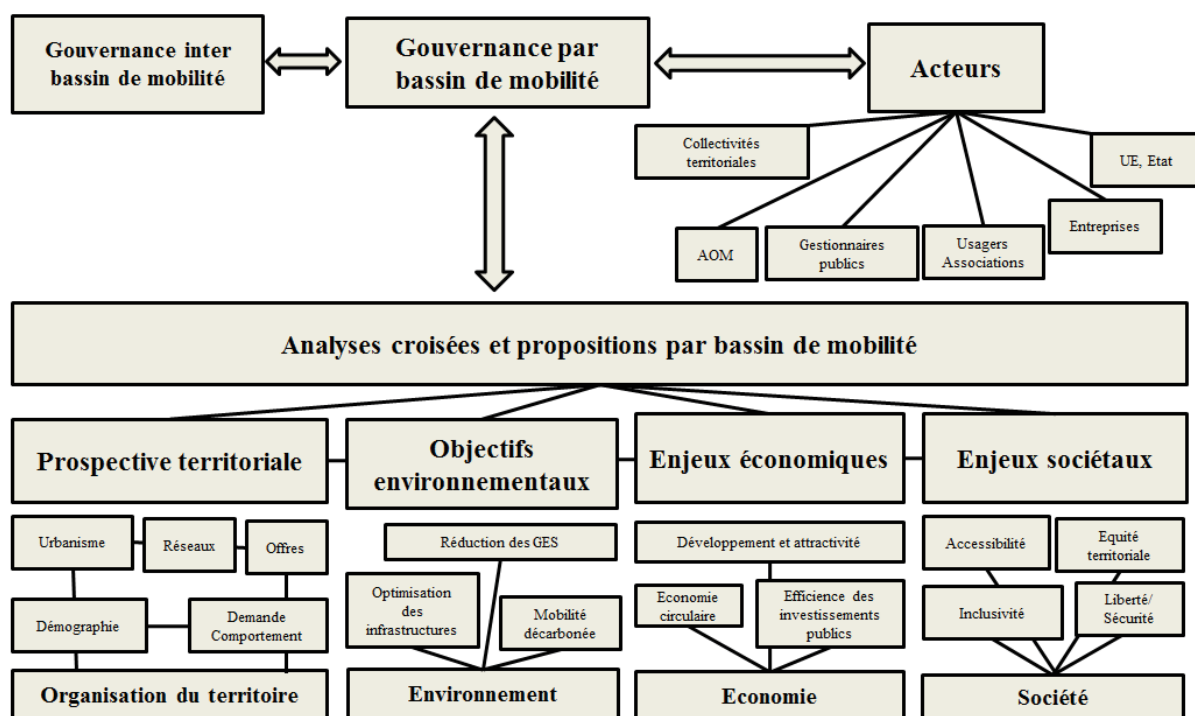 Gouvernance inter
bassin de mobilité
Gouvernance par
bassin de mobilité
Acteurs
Collectivités
territoriales
UE, Etat
AOM
Gestionnaires
publics
Usagers
Associations
Entreprises
Analyses croisées et propositions par bassin de mobilité
Prospective territoriale
Objectifs
environnementaux
Enjeux économiques
Enjeux sociétaux
Urbanisme
Réseaux
Offres
Démographie
Demande
Comportement
Organisation du territoire
Réduction des GES
Optimisation
des
infrastructures
Mobilité
décarbonée
Environnement
Développement et attractivité
Economie
circulaire
Efficience des
investissements
publics
Economie
Accessibilité
Equité
territoriale
Inclusivité
Liberté/
Sécurité
Société